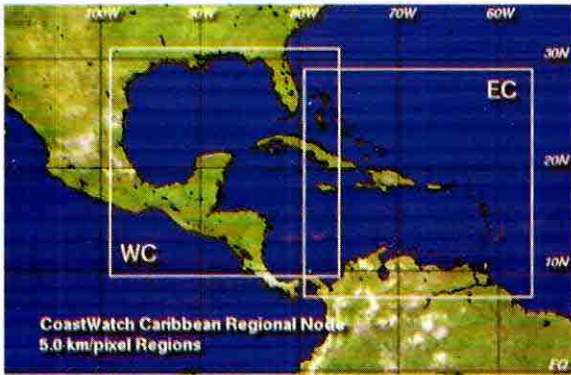 100W 90W 80W 70W 60W
30N
EC
20N
WC
10N
CoastWatch Caribbean Regional Node
5.0 km/pixel Regions
EQ